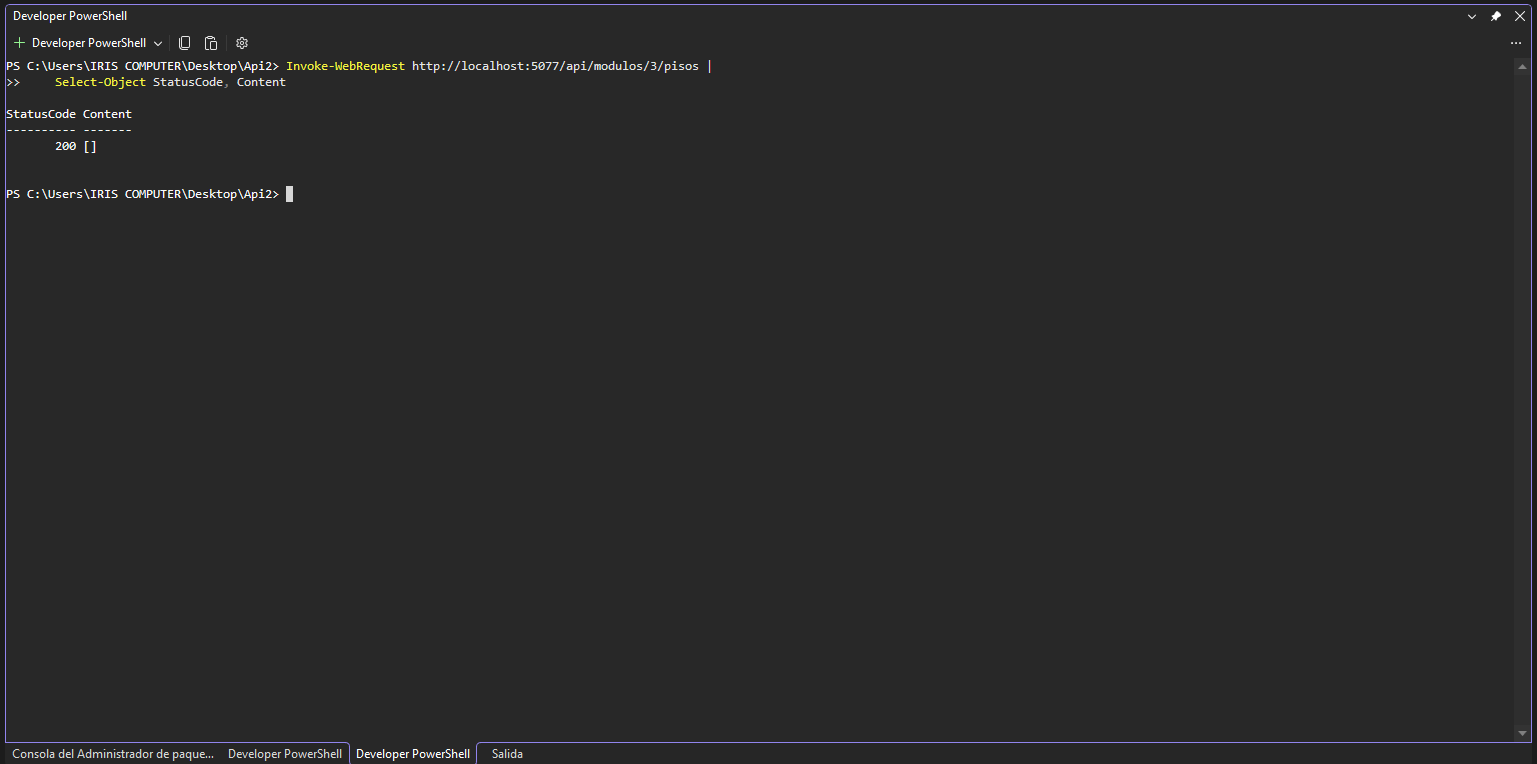 Developer PowerShell
Developer PowerShell
PS C:\Users\IRIS COMPUTER\Desktop\Api2> Invoke-WebRequest http://localhost:5077/api/modulos/3/pisos |
>>     Select-Object StatusCode, Content
StatusCode Content
---------- -------
       200 []
PS C:\Users\IRIS COMPUTER\Desktop\Api2>
Consola del Administrador de paque... Developer PowerShell Developer PowerShell Salida